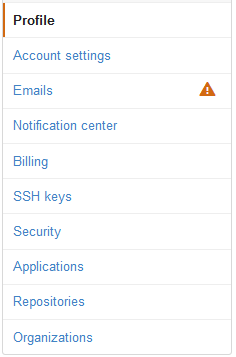 Profile
Account settings
Emails
Notification center
Billing
SSH keys
Security
Applications
Repositories
Organizations